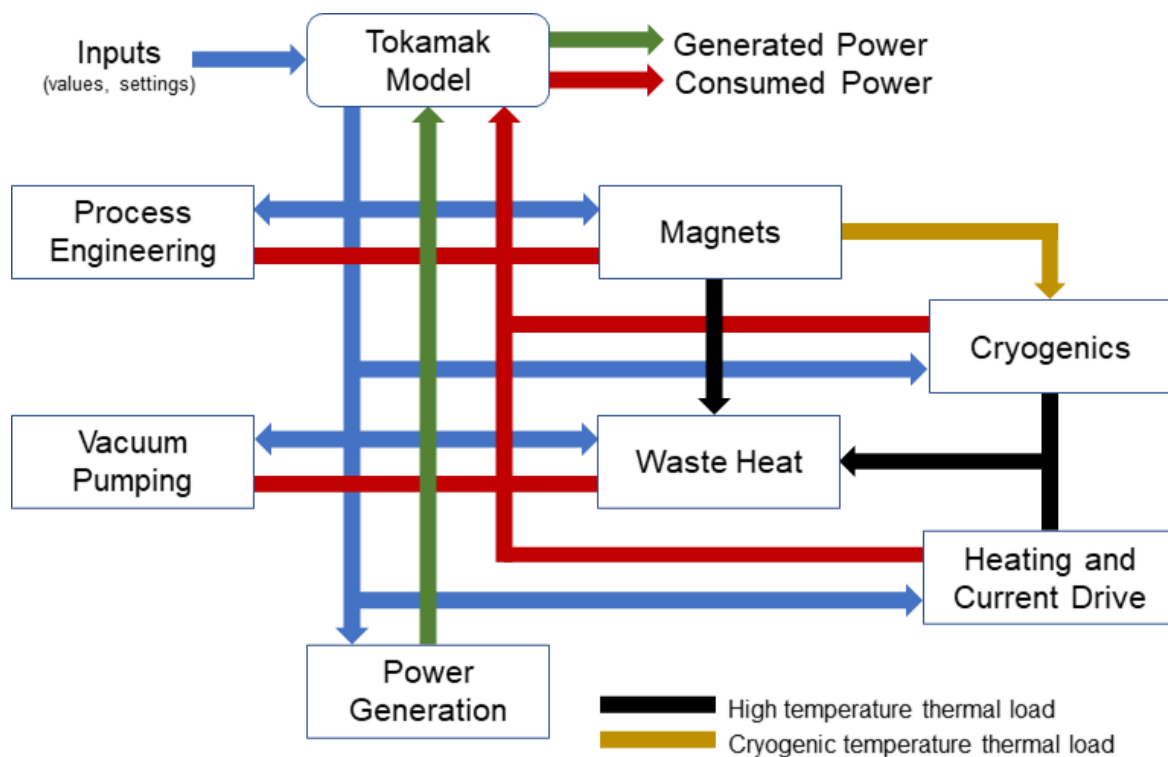 Inputs
(values, settings)
Tokamak
Model
Generated Power
Consumed Power
Process
Engineering
Magnets
Cryogenics
Vacuum
Pumping
Waste Heat
Heating and
Current Drive
Power
Generation
High temperature thermal load
Cryogenic temperature thermal load